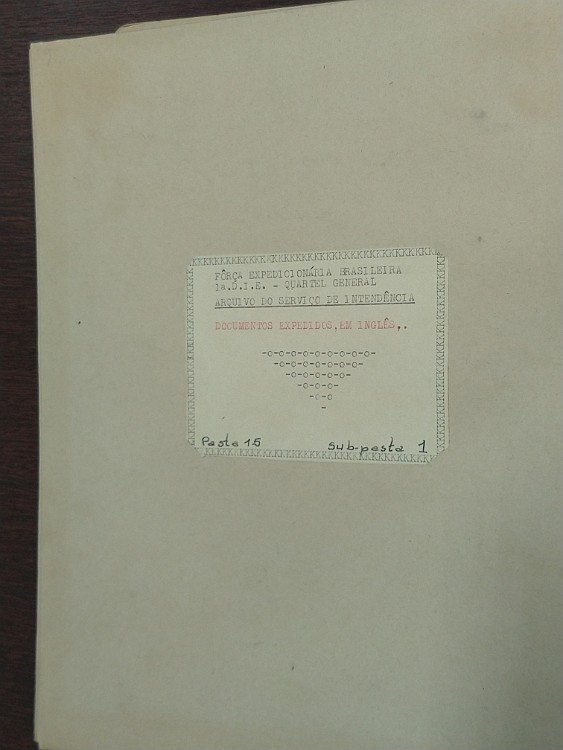 FÔRÇA EXPEDICIONÁRIA BRASILEIRA
1a.D.I.E. - QUARTEL GENERAL
ARQUIVO DO SERVIÇO DE INTENDÊNCIA
DOCUMENTOS EXPEDIDOS,EM INGLÊS,.
-o-o-o-o-o-o-o-o-o-
-o-o-o-o-o-o-o-
-o-o-o-o-o-
-o-o-o-
-o-o
-
Pasta 15 Sub-pasta 1